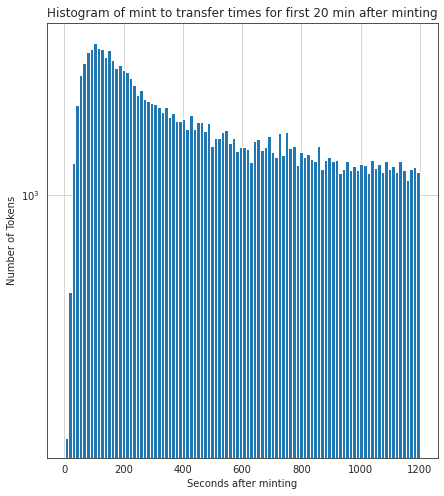 Histogram of mint to transfer times for first 20 min after minting
Number of Tokens
10³
0 200 400 600 800 1000 1200
Seconds after minting